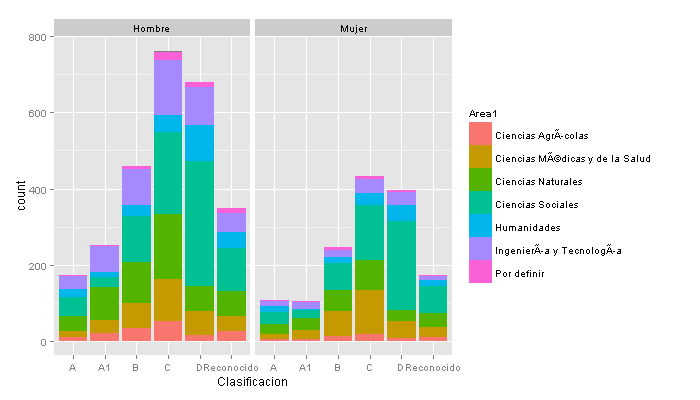 Hombre
Mujer
800
600
400
200
0
count
A
A1
B
C
D
Reconocido
A
A1
B
C
D
Reconocido
Clasificacion
Area1
Ciencias AgrÃ-colas
Ciencias MÃ©dicas y de la Salud
Ciencias Naturales
Ciencias Sociales
Humanidades
IngenierÃ-a y TecnologÃ-a
Por definir